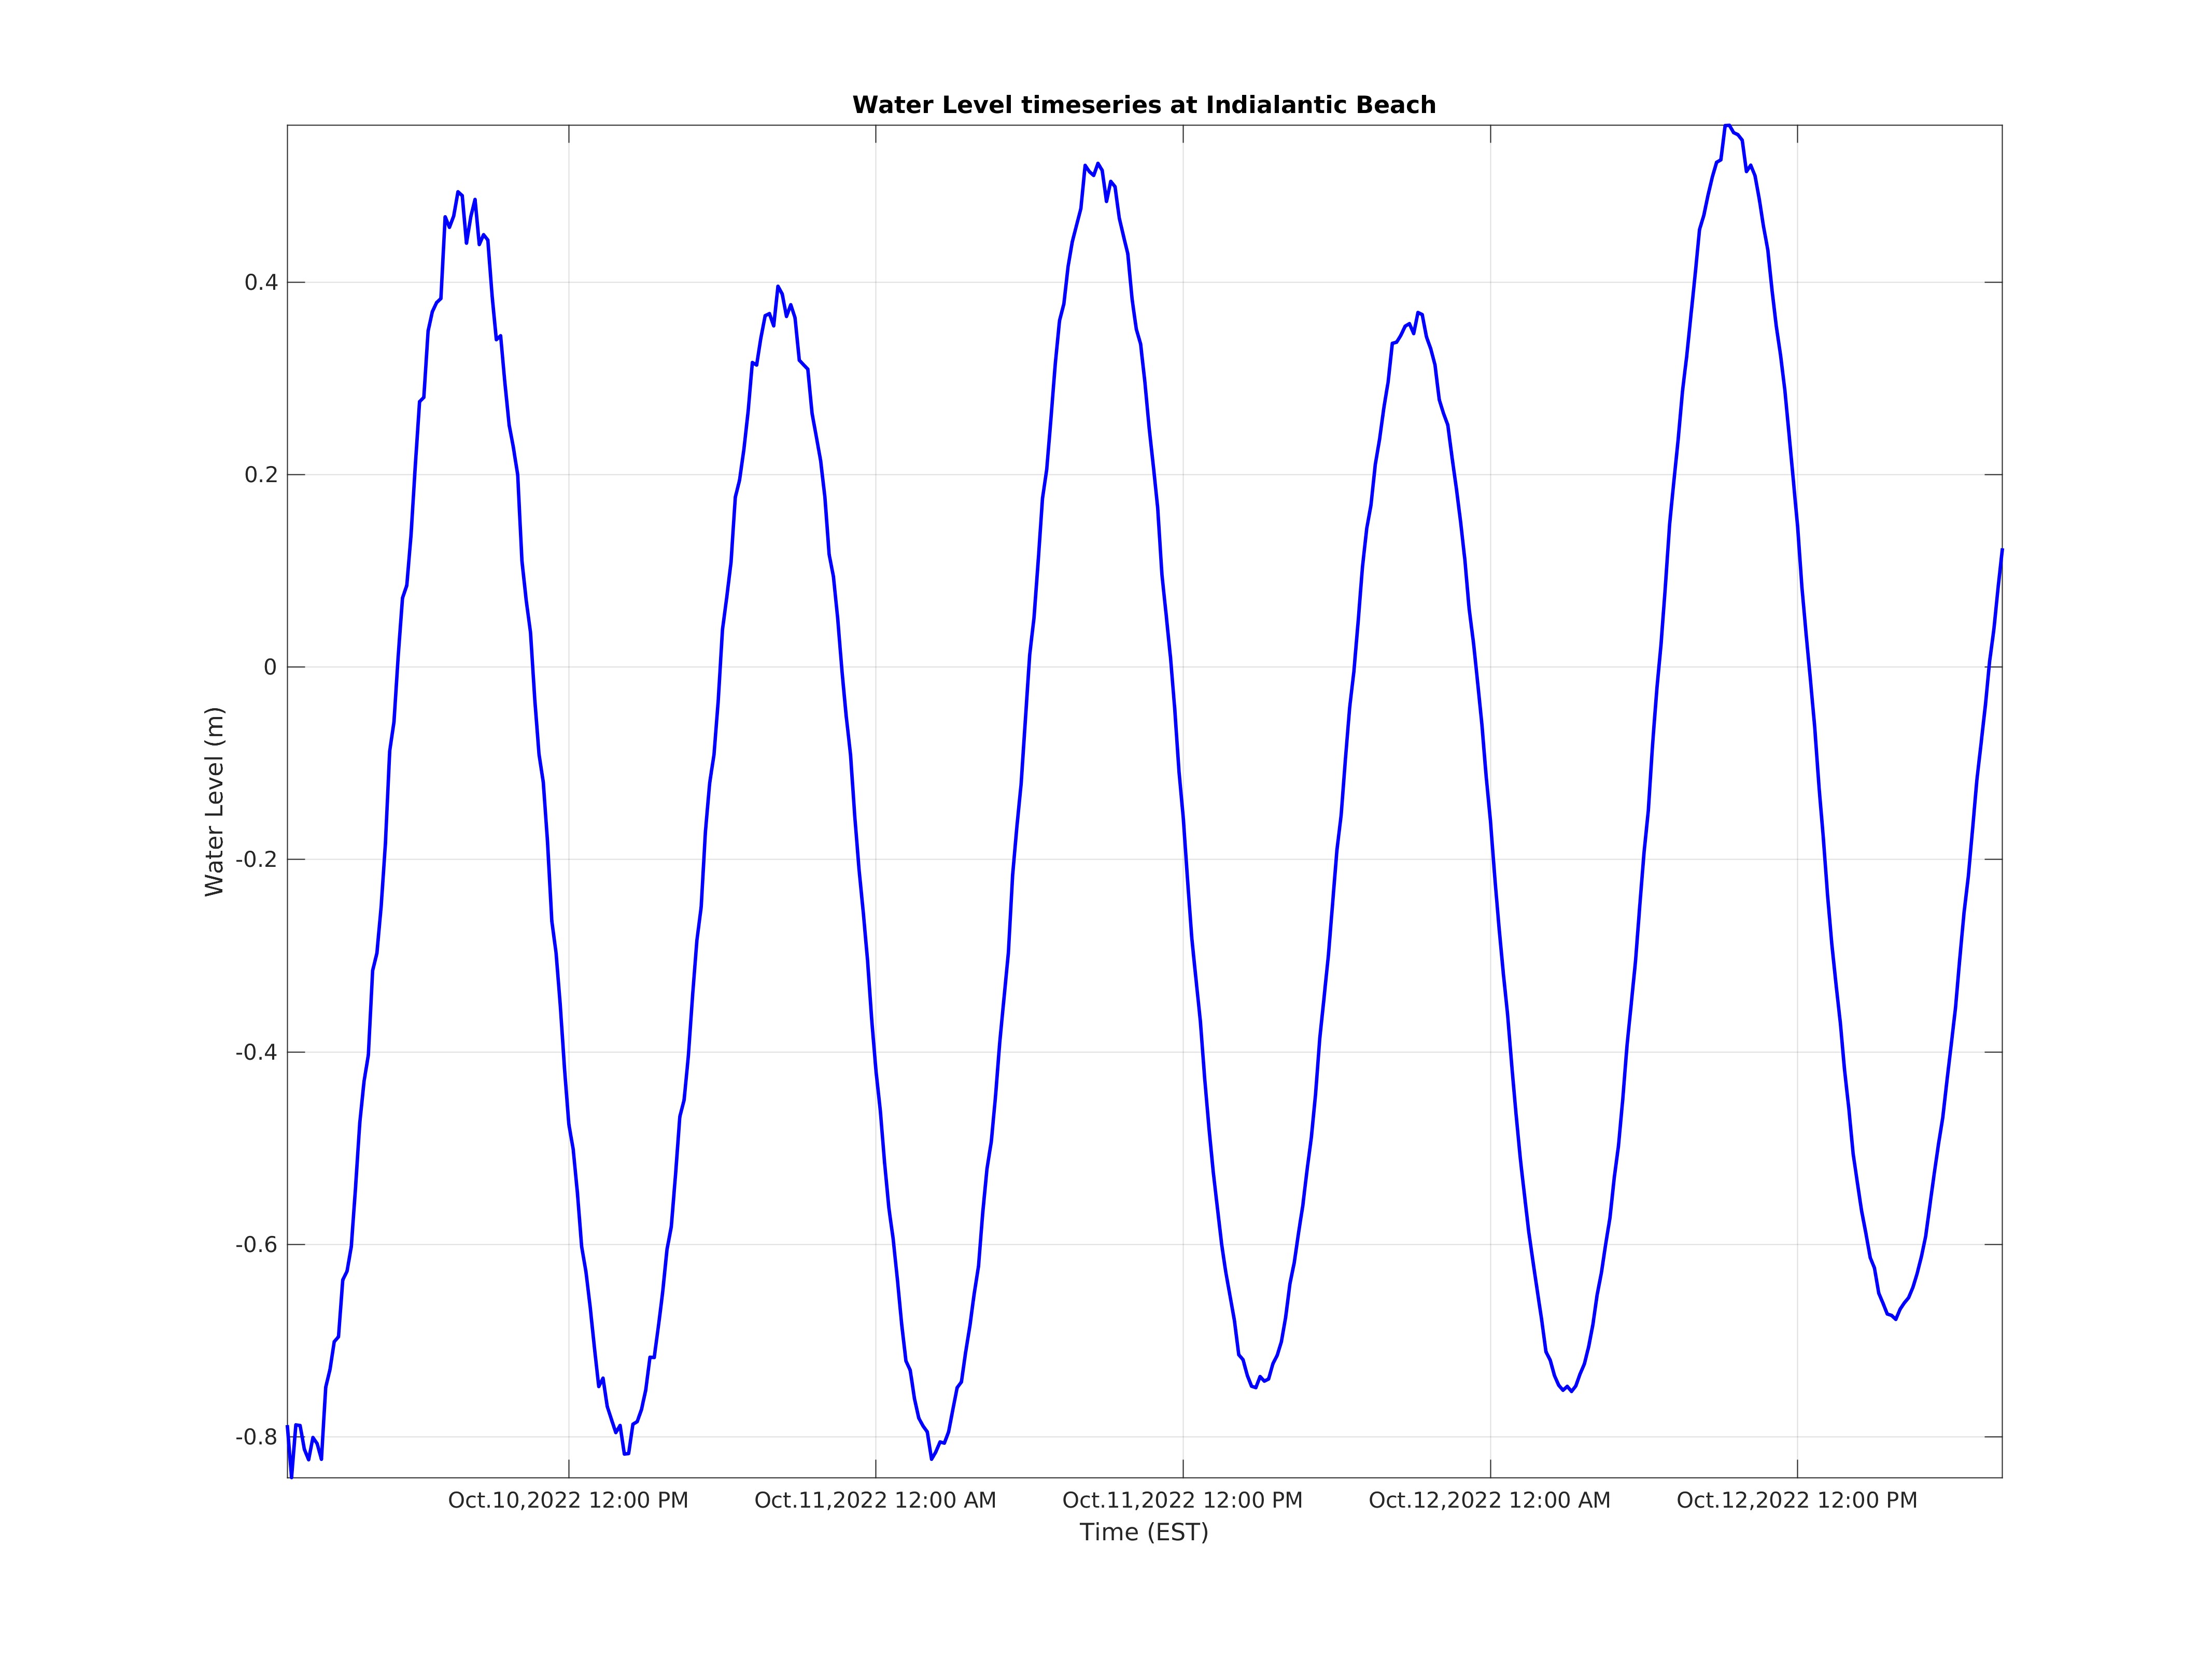 Water Level timeseries at Indialantic Beach
0.4
0.2
0
-0.2
-0.4
-0.6
-0.8
Water Level (m)
Oct.10,2022 12:00 PM Oct.11,2022 12:00 AM Oct.11,2022 12:00 PM Oct.12,2022 12:00 AM Oct.12,2022 12:00 PM
Time (EST)